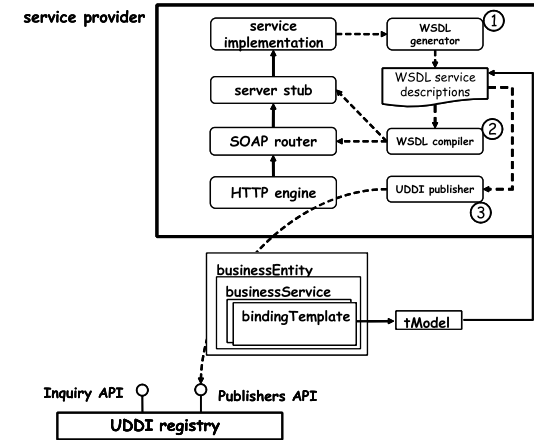 service provider
service
implementation
WSDL
generator
1
WSDL service
descriptions
server stub
SOAP router
WSDL compiler
2
HTTP engine
UDDI publisher
3
businessEntity
businessService
bindingTemplate
tModel
Inquiry API
Publishers API
UDDI registry